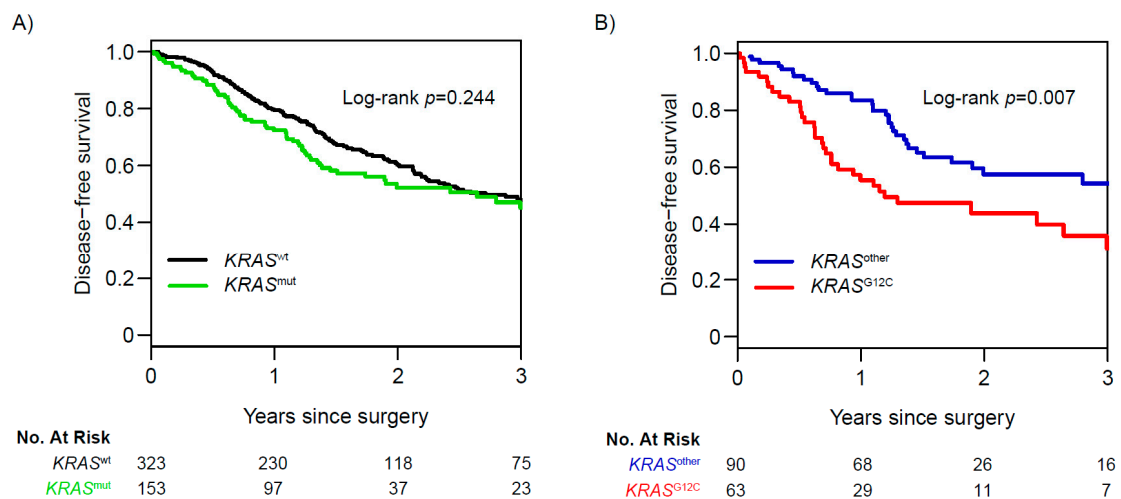 A)
Disease-free survival
1.0
0.8
0.6
0.4
0.2
0
Log-rank p=0.244
KRASwt
KRASmut
0 1 2 3
Years since surgery
No. At Risk
KRASwt 323 230 118 75
KRASmut 153 97 37 23
B)
Disease-free survival
1.0
0.8
0.6
0.4
0.2
0
Log-rank p=0.007
KRASother
KRASG12C
0 1 2 3
Years since surgery
No. At Risk
KRASother 90 68 26 16
KRASG12C 63 29 11 7